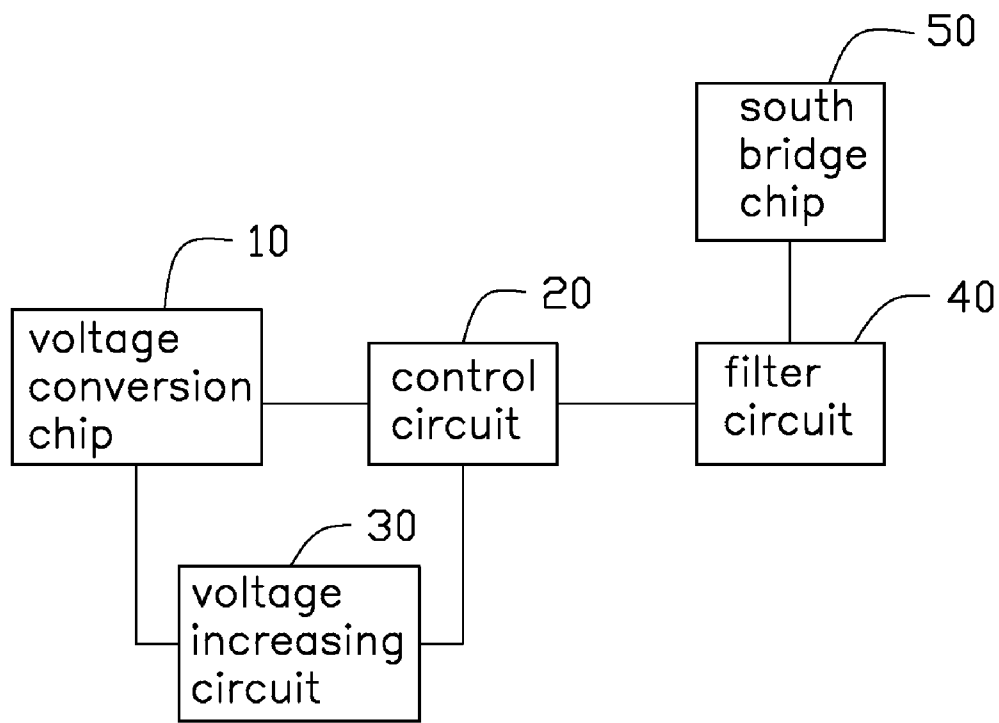 50
south
bridge
chip
10
voltage
conversion
chip
20
control
circuit
40
filter
circuit
30
voltage
increasing
circuit